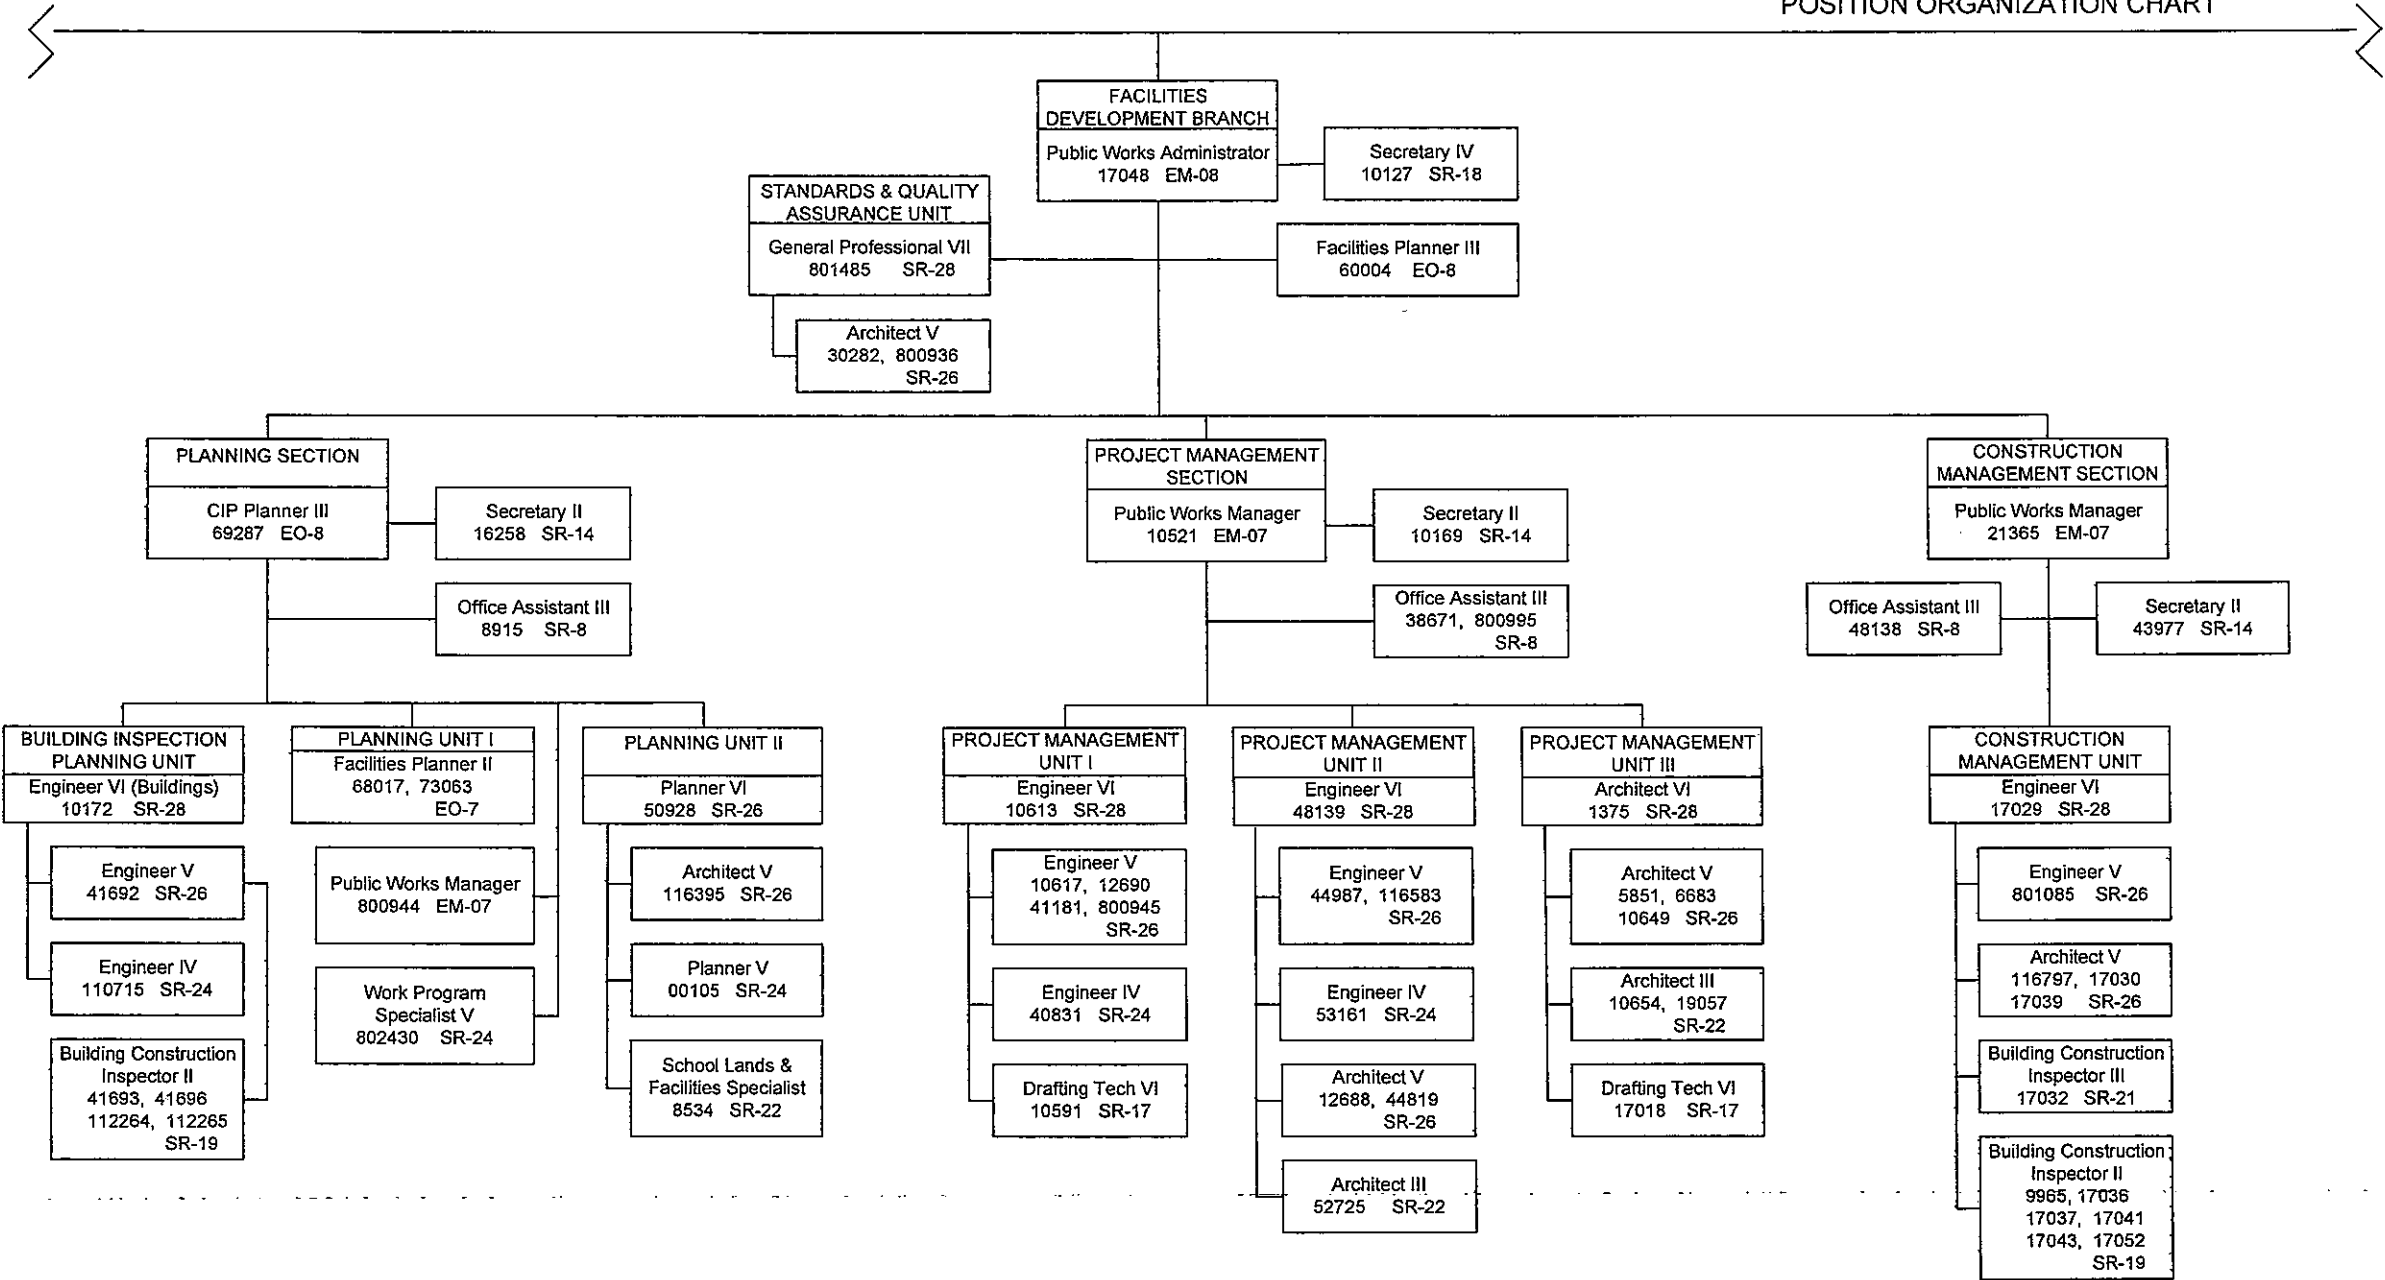 POSITION ORGANIZATION CHART
FACILITIES
DEVELOPMENT BRANCH
Public Works Administrator
17048 EM-08
Secretary IV
10127 SR-18
STANDARDS & QUALITY
ASSURANCE UNIT
General Professional VII
801485 SR-28
Facilities Planner III
60004 EO-8
Architect V
30282, 800936
SR-26
PLANNING SECTION
CIP Planner III
69287 EO-8
Secretary II
16258 SR-14
Office Assistant III
8915 SR-8
PROJECT MANAGEMENT
SECTION
Public Works Manager
10521 EM-07
Secretary II
10169 SR-14
Office Assistant III
38671, 800995
SR-8
CONSTRUCTION
MANAGEMENT SECTION
Public Works Manager
21365 EM-07
Office Assistant III
48138 SR-8
Secretary II
43977 SR-14
BUILDING INSPECTION
PLANNING UNIT
Engineer VI (Buildings)
10172 SR-28
Engineer V
41692 SR-26
Engineer IV
110715 SR-24
Building Construction
Inspector II
41693, 41696
112264, 112265
SR-19
PLANNING UNIT I
Facilities Planner II
68017, 73063
EO-7
Public Works Manager
800944 EM-07
Work Program
Specialist V
802430 SR-24
PLANNING UNIT II
Planner VI
50928 SR-26
Architect V
116395 SR-26
Planner V
00105 SR-24
School Lands &
Facilities Specialist
8534 SR-22
PROJECT MANAGEMENT
UNIT I
Engineer VI
10613 SR-28
Engineer V
10617, 12690
41181, 800945
SR-26
Engineer IV
40831 SR-24
Drafting Tech VI
10591 SR-17
PROJECT MANAGEMENT
UNIT II
Engineer VI
48139 SR-28
Engineer V
44987, 116583
SR-26
Engineer IV
53161 SR-24
Architect V
12688, 44819
SR-26
Architect III
52725 SR-22
PROJECT MANAGEMENT
UNIT III
Architect VI
1375 SR-28
Architect V
5851, 6683
10649 SR-26
Architect III
10654, 19057
SR-22
Drafting Tech VI
17018 SR-17
CONSTRUCTION
MANAGEMENT UNIT
Engineer VI
17029 SR-28
Engineer V
801085 SR-26
Architect V
116797, 17030
17039 SR-26
Building Construction
Inspector III
17032 SR-21
Building Construction
Inspector II
9965, 17036
17037, 17041
17043, 17052
SR-19